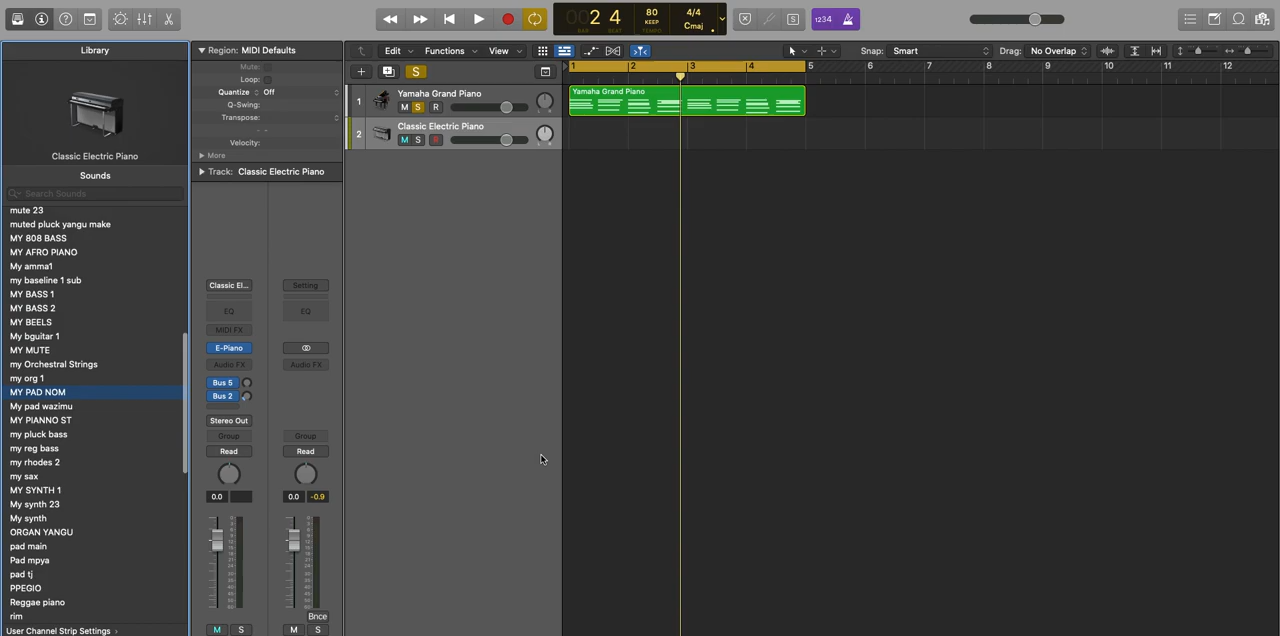 2 4
BAR
BEAT
80
KEEP
TEMPO
4/4
Cmaj
1234
S
Library
Classic Electric Piano
Sounds
Search Sounds
mute 23
muted pluck yangu make
MY 808 BASS
MY AFRO PIANO
My amma1
my baseline 1 sub
MY BASS 1
MY BASS 2
MY BEELS
My bguitar 1
MY MUTE
my Orchestral Strings
my org 1
MY PAD NOM
My pad wazimu
MY PIANNO ST
my pluck bass
my reg bass
my rhodes 2
my sax
MY SYNTH 1
My synth 23
My synth
ORGAN YANGU
pad main
Pad mpya
pad tj
PPEGIO
Reggae piano
rim
User Channel Strip Settings
Region: MIDI Defaults
Mute:
Loop:
Quantize Off
Q-Swing:
Transpose:
Velocity:
More
Track: Classic Electric Piano
Classic El...
Setting
EQ
EQ
MIDI FX
E-Piano
Audio FX
Audio FX
Bus 5
Bus 2
Stereo Out
Group
Group
Read
Read
0.0
0.0
-0.9
Bnce
M
S
M
S
Edit
Functions
View
Snap: Smart
Drag: No Overlap
S
1 2 3 4 5 6 7 8 9 10 11 12
1
Yamaha Grand Piano
M S R
L R
2
Classic Electric Piano
M S R
L R
Yamaha Grand Piano